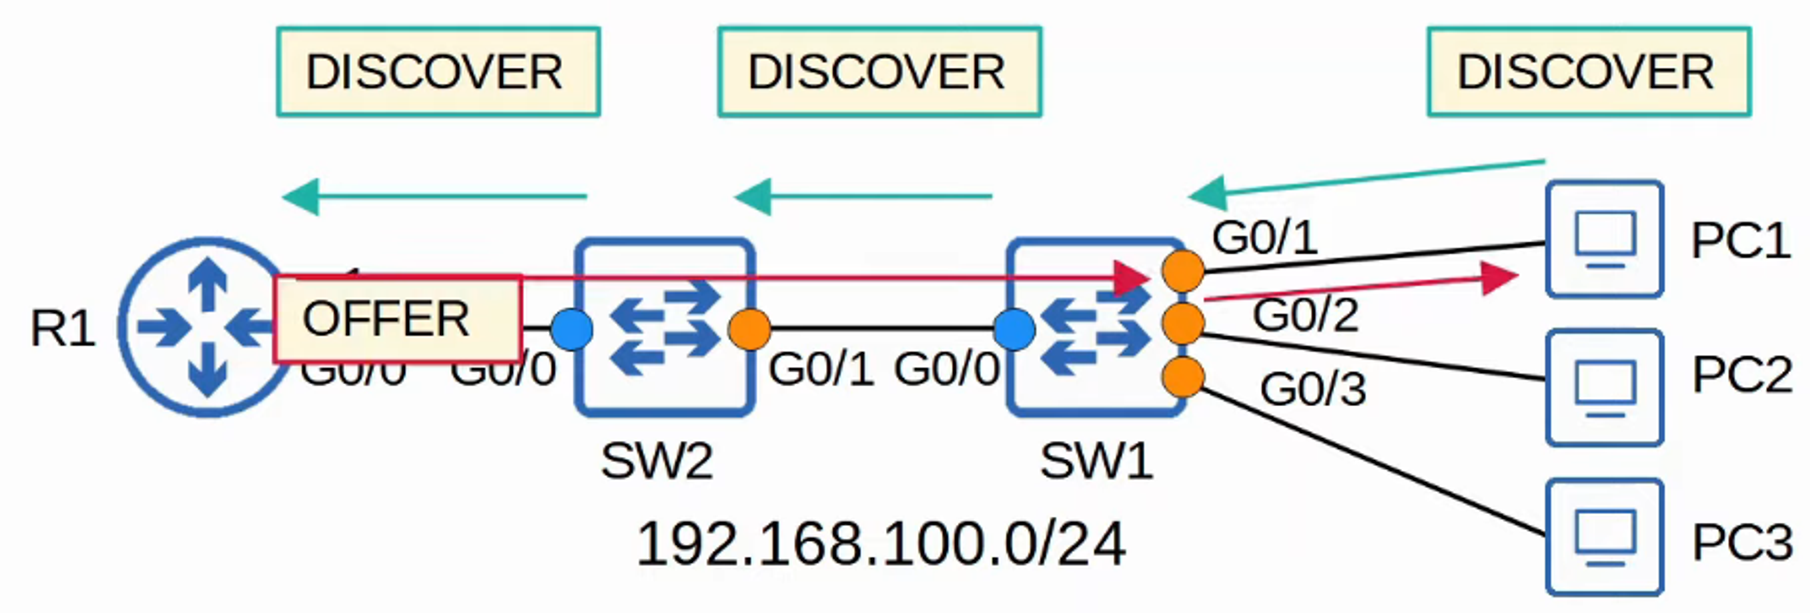 DISCOVER DISCOVER DISCOVER
G0/1
PC1
OFFER
R1
G0/2
G0/0 G0/0 G0/1 G0/0
PC2
G0/3
SW2 SW1
192.168.100.0/24
PC3